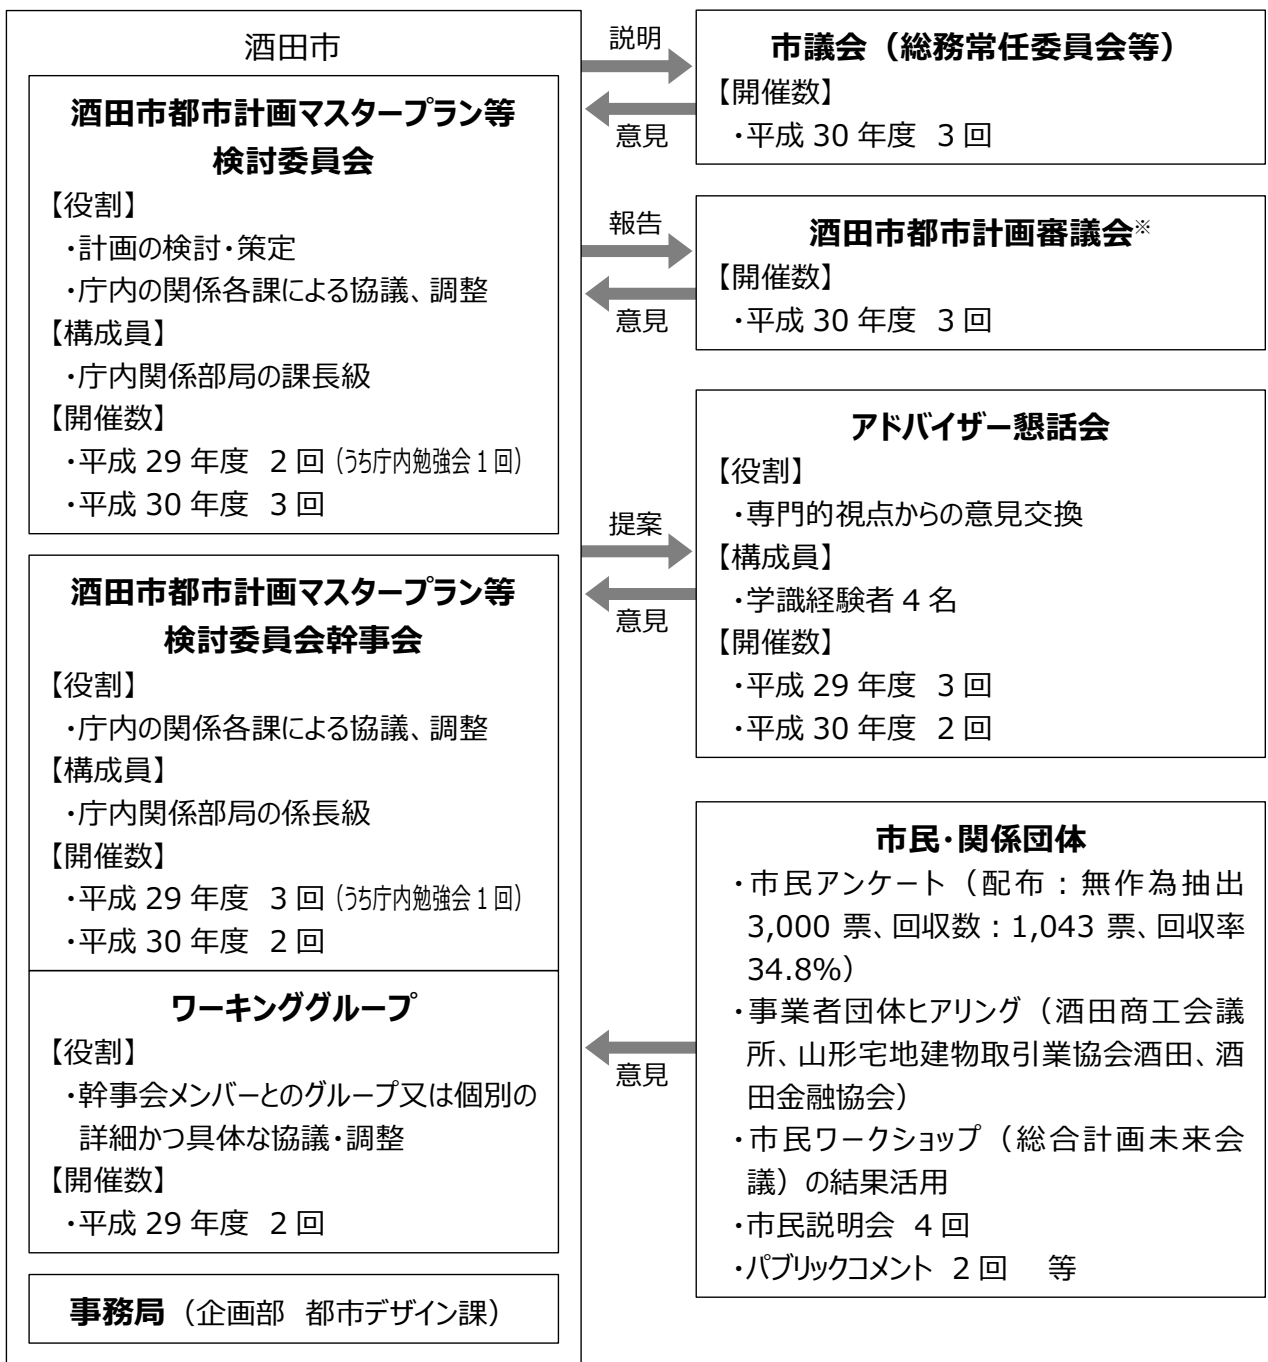 酒田市
酒田市都市計画マスタープラン等
検討委員会
【役割】
・計画の検討・策定
・庁内の関係各課による協議、調整
【構成員】
・庁内関係部局の課長級
【開催数】
・平成 29 年度 2 回（うち庁内勉強会 1 回）
・平成 30 年度 3 回
酒田市都市計画マスタープラン等
検討委員会幹事会
【役割】
・庁内の関係各課による協議、調整
【構成員】
・庁内関係部局の係長級
【開催数】
・平成 29 年度 3 回（うち庁内勉強会 1 回）
・平成 30 年度 2 回
ワーキンググループ
【役割】
・幹事会メンバーとのグループ又は個別の
詳細かつ具体な協議・調整
【開催数】
・平成 29 年度 2 回
事務局（企画部 都市デザイン課）
説明
意見
市議会（総務常任委員会等）
【開催数】
・平成 30 年度 3 回
報告
意見
酒田市都市計画審議会※
【開催数】
・平成 30 年度 3 回
提案
意見
アドバイザー懇話会
【役割】
・専門的視点からの意見交換
【構成員】
・学識経験者 4 名
【開催数】
・平成 29 年度 3 回
・平成 30 年度 2 回
意見
市民・関係団体
・市民アンケート（配布：無作為抽出
3,000 票、回収数：1,043 票、回収率
34.8%）
・事業者団体ヒアリング（酒田商工会議
所、山形宅地建物取引業協会酒田、酒
田金融協会）
・市民ワークショップ（総合計画未来会
議）の結果活用
・市民説明会 4 回
・パブリックコメント 2 回 等